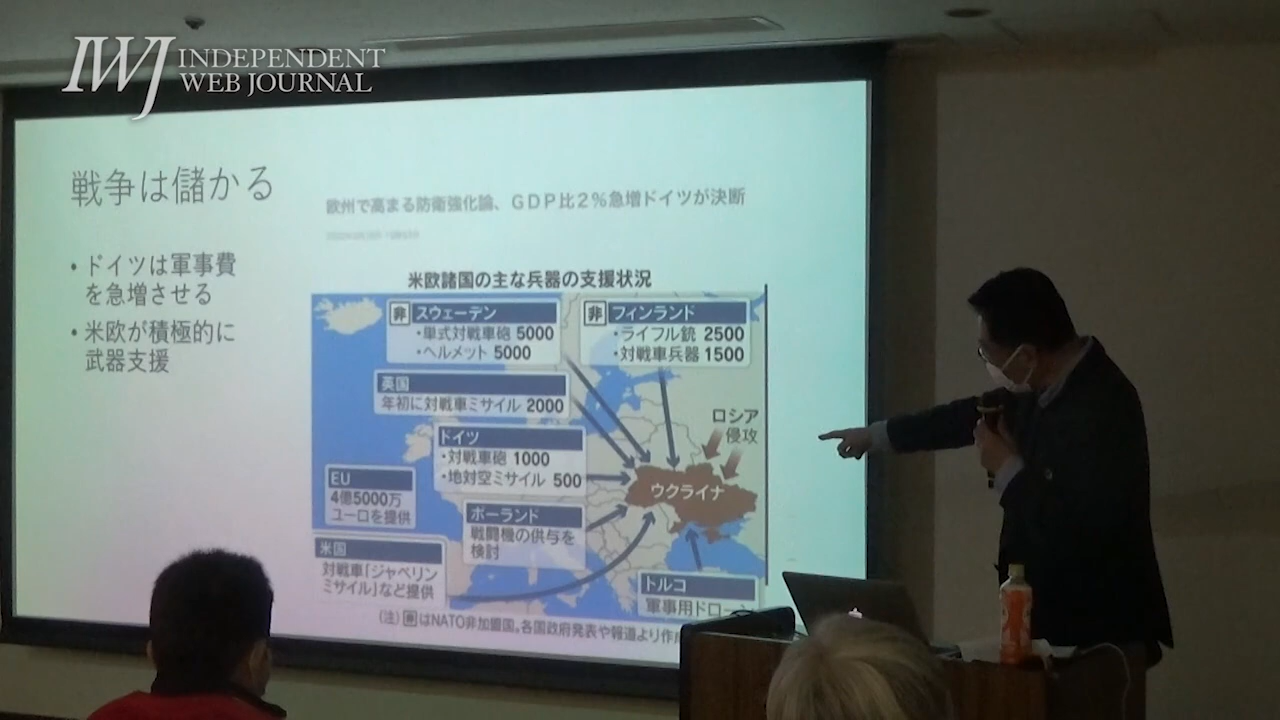 IWJ INDEPENDENT
WEB JOURNAL
戦争は儲かる
・ドイツは軍事費
を急増させる
・米欧が積極的に
武器支援
欧州で高まる防衛強化論、GDP比2%急増ドイツが決断
米欧諸国の主な兵器の支援状況
非 スウェーデン
・単式対戦車砲 5000
・ヘルメット 5000
非 フィンランド
・ライフル銃 2500
・対戦車兵器 1500
英国
年初に対戦車ミサイル 2000
ロシア
侵攻
ドイツ
・対戦車砲 1000
・地対空ミサイル 500
ウクライナ
EU
4億5000万
ユーロを提供
ポーランド
戦闘機の供与を
検討
米国
対戦車「ジャベリン
ミサイル」など提供
トルコ
軍事用ドローン
(注)非はNATO非加盟国。各国政府発表や報道より作